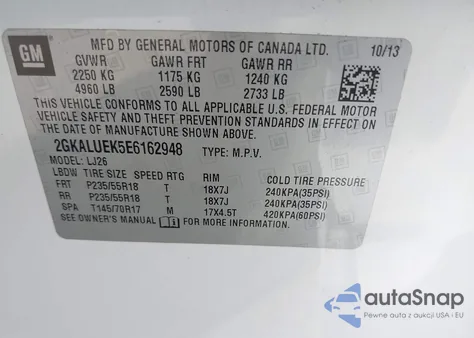 GM
MFD BY GENERAL MOTORS OF CANADA LTD. 10/13
GVWR GAWR FRT GAWR RR
2250 KG 1175 KG 1240 KG
4960 LB 2590 LB 2733 LB
THIS VEHICLE CONFORMS TO ALL APPLICABLE U.S. FEDERAL MOTOR
VEHICLE SAFETY AND THEFT PREVENTION STANDARDS IN EFFECT ON
THE DATE OF MANUFACTURE SHOWN ABOVE.
2GKALUEK5E6162948 TYPE: M.P.V.
MODEL: LJ26
LBDW TIRE SIZE SPEED RTG RIM COLD TIRE PRESSURE
FRT P235/55R18 T 18X7J 240KPA(35PSI)
RR P235/55R18 T 18X7J 240KPA(35PSI)
SPA T145/70R17 M 17X4.5T 420KPA(60PSI)
SEE OWNER'S MANUAL FOR ADDITIONAL INFORMATION.
autoSnap
Pewne auta z aukcji USA i EU